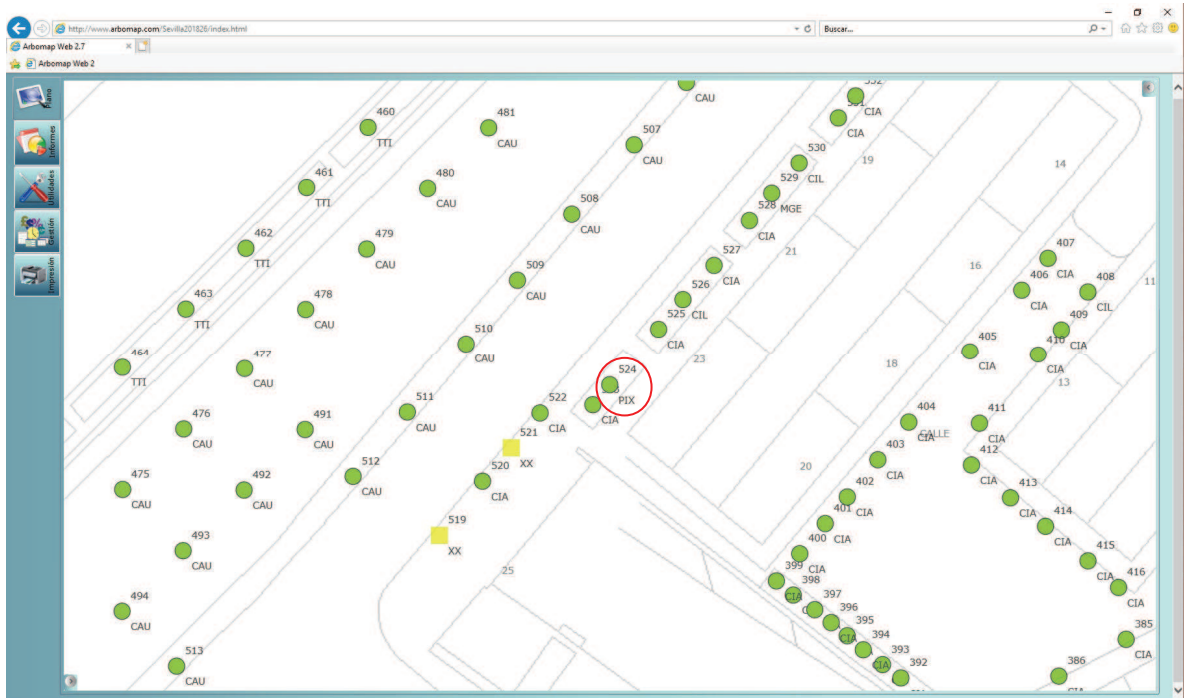 http://www.arbomap.com/Sevilla201826/index.html
Buscar...
Arbomap Web 2.7
Arbomap Web 2
Plano
Informes
Utilidades
Gestión
Impresión
CAU
CIA
CIA
460
TTI
481
CAU
507
CAU
530
CIL
19
14
461
TTI
480
CAU
529
MGE
508
CAU
528
CIA
462
TTI
479
CAU
527
CIA
21
407
CIA
16
509
CAU
526
CIL
406
CIA
408
CIL
11
463
TTI
478
CAU
525
CIA
409
CIA
510
CAU
405
CIA
410
CIA
464
TTI
477
CAU
23
18
524
PIX
13
CIA
511
CAU
522
CIA
404
CIA
CALLE
411
CIA
476
CAU
491
CAU
521
XX
403
CIA
412
CIA
475
CAU
492
CAU
512
CAU
520
CIA
20
402
CIA
413
CIA
401
CIA
414
CIA
519
XX
493
CAU
400
CIA
415
CIA
25
399
CIA
398
416
CIA
494
CAU
397
396
CIA
395
385
CIA
394
CIA
393
392
513
CAU
386
CIA